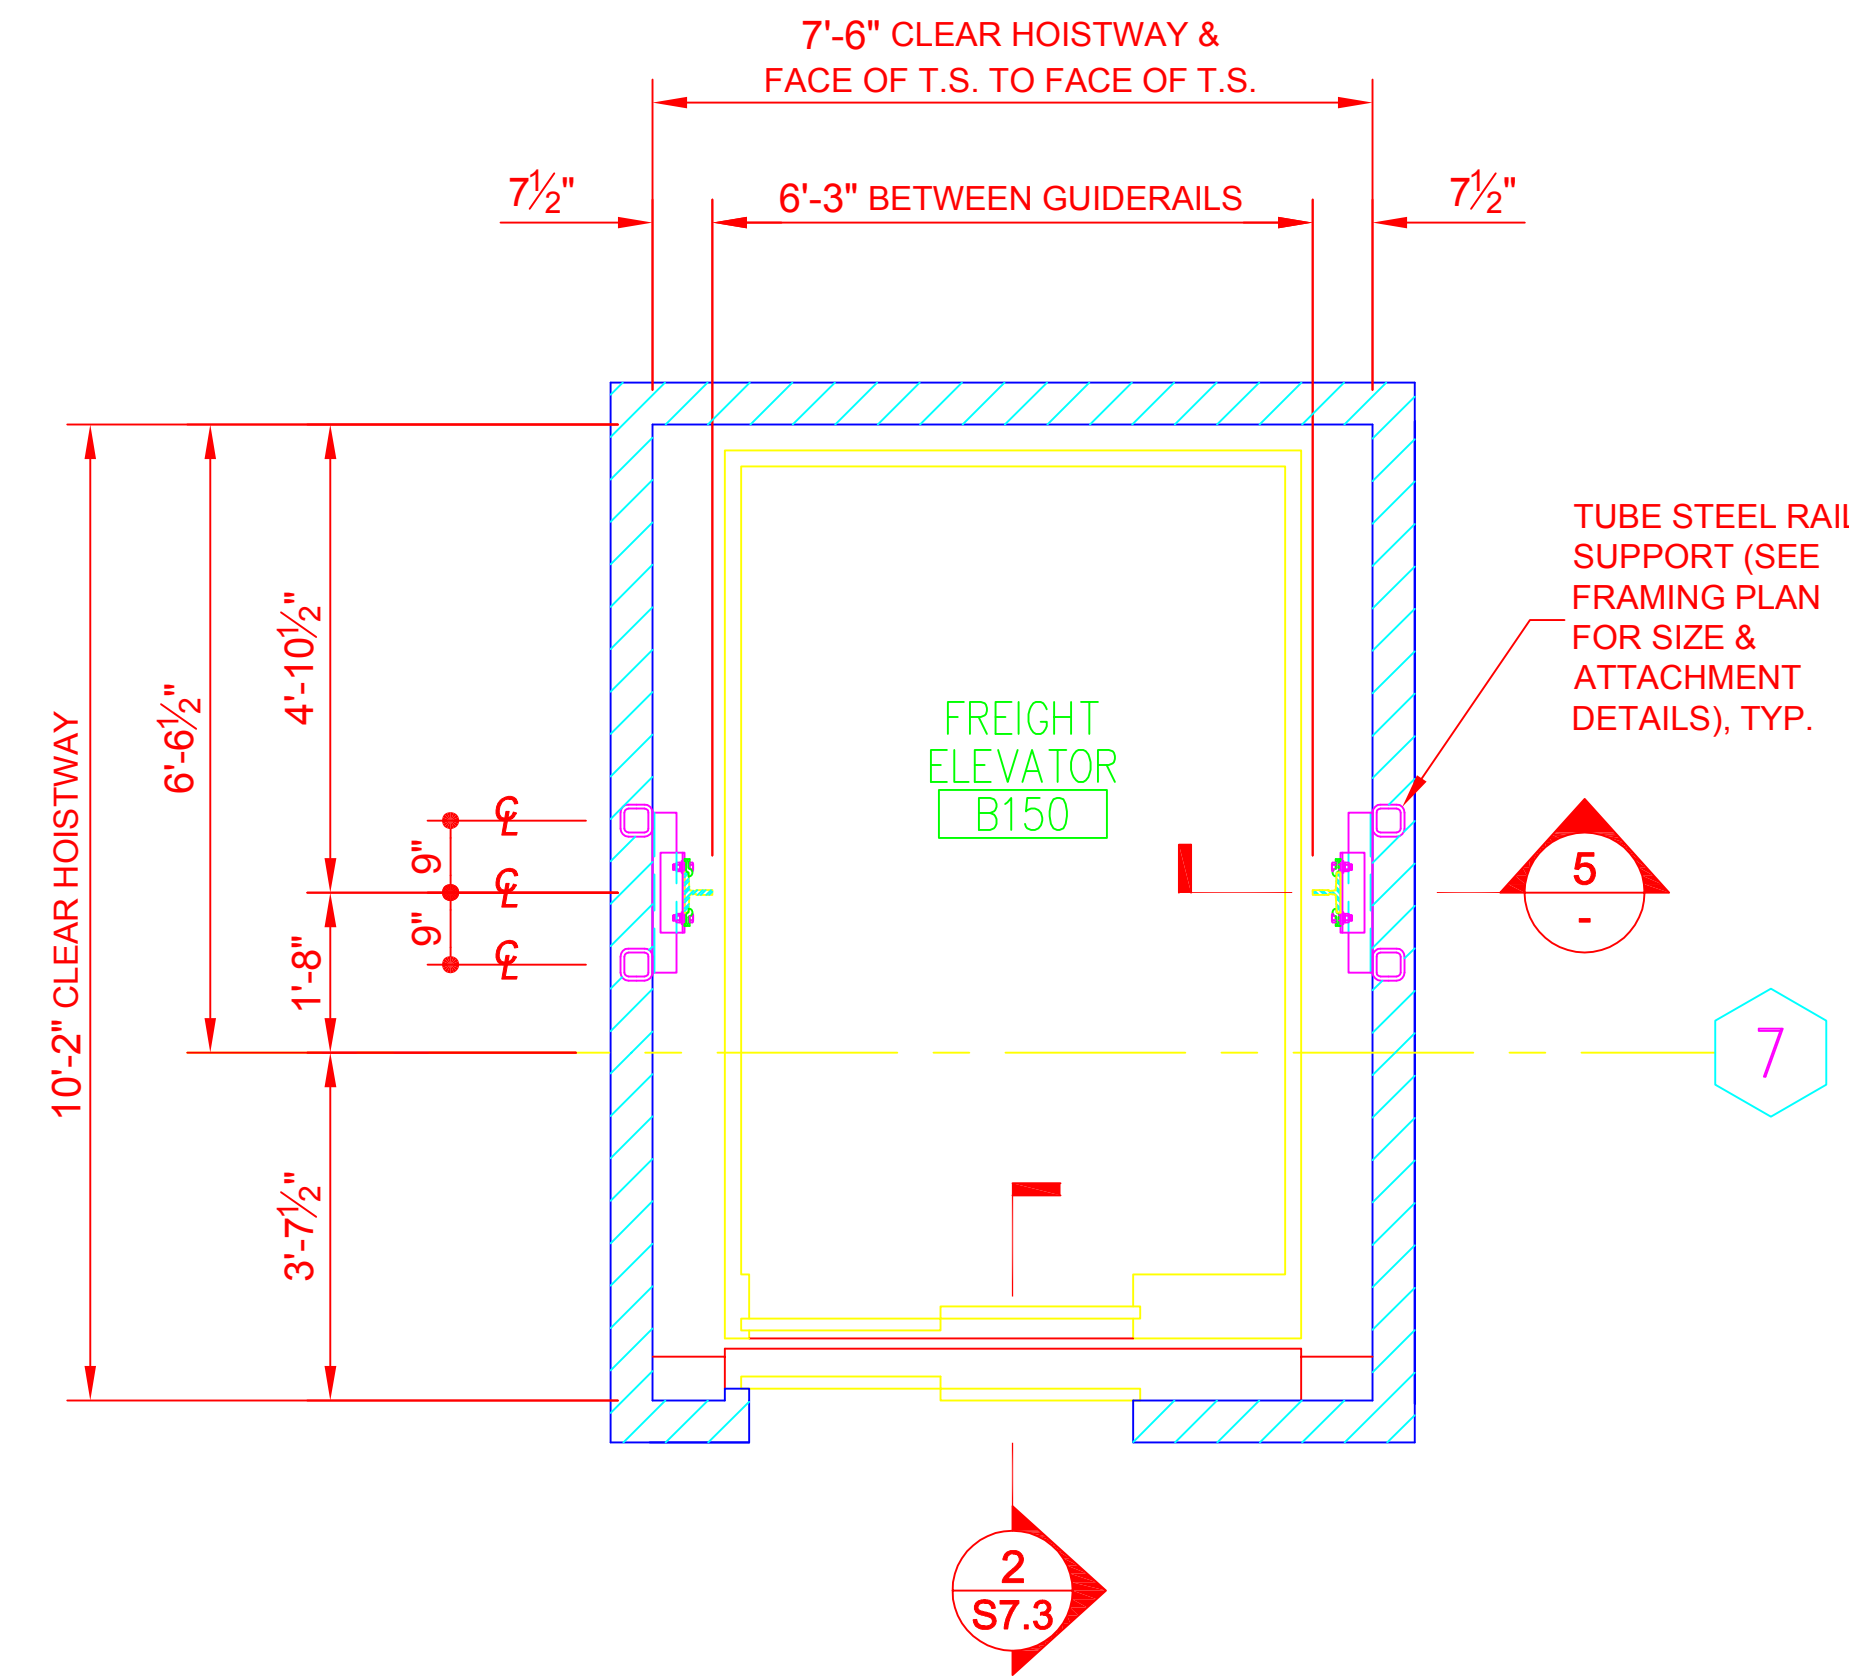 7'-6" CLEAR HOISTWAY &
FACE OF T.S. TO FACE OF T.S.
7½"
6'-3" BETWEEN GUIDERAILS
7½"
TUBE STEEL RAIL
SUPPORT (SEE
FRAMING PLAN
FOR SIZE &
ATTACHMENT
DETAILS), TYP.
10'-2" CLEAR HOISTWAY
6'-6½"
4'-10½"
1'-8"
3'-7½"
9"
9"
℄
℄
℄
FREIGHT
ELEVATOR
B150
5
-
7
2
S7.3